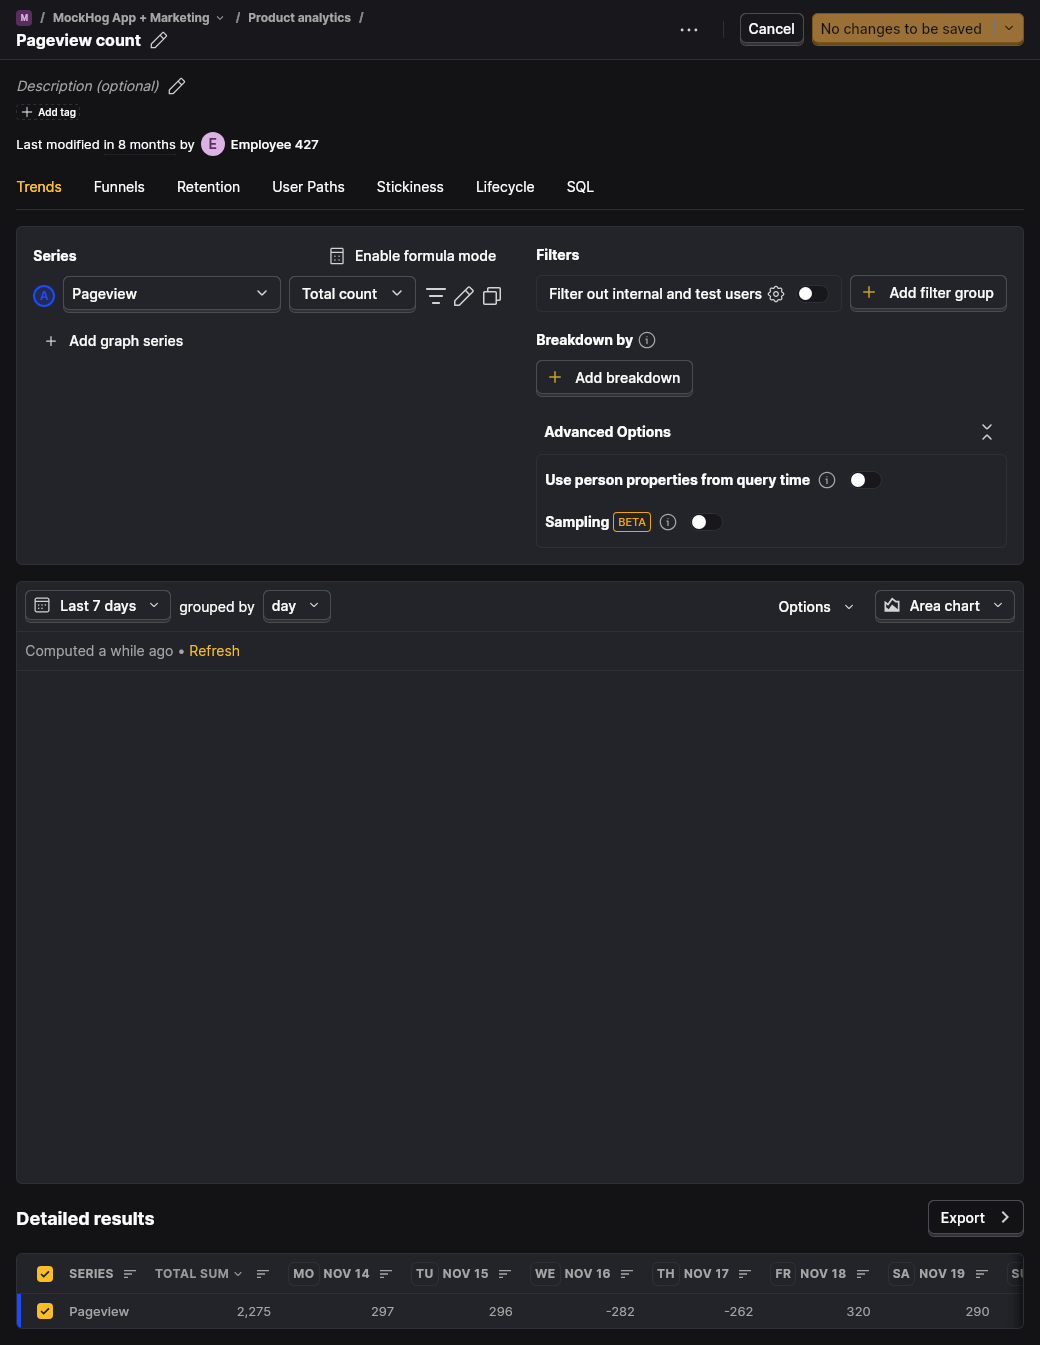 M / MockHog App + Marketing / Product analytics /
Pageview count
Cancel
No changes to be saved
Description (optional)
Add tag
Last modified in 8 months by E Employee 427
Trends Funnels Retention User Paths Stickiness Lifecycle SQL
Series
Enable formula mode
A Pageview Total count
Add graph series
Filters
Filter out internal and test users
Add filter group
Breakdown by
Add breakdown
Advanced Options
Use person properties from query time
Sampling BETA
Last 7 days grouped by day
Options Area chart
Computed a while ago • Refresh
Detailed results
Export
SERIES TOTAL SUM MO NOV 14 TU NOV 15 WE NOV 16 TH NOV 17 FR NOV 18 SA NOV 19
Pageview 2,275 297 296 -282 -262 320 290